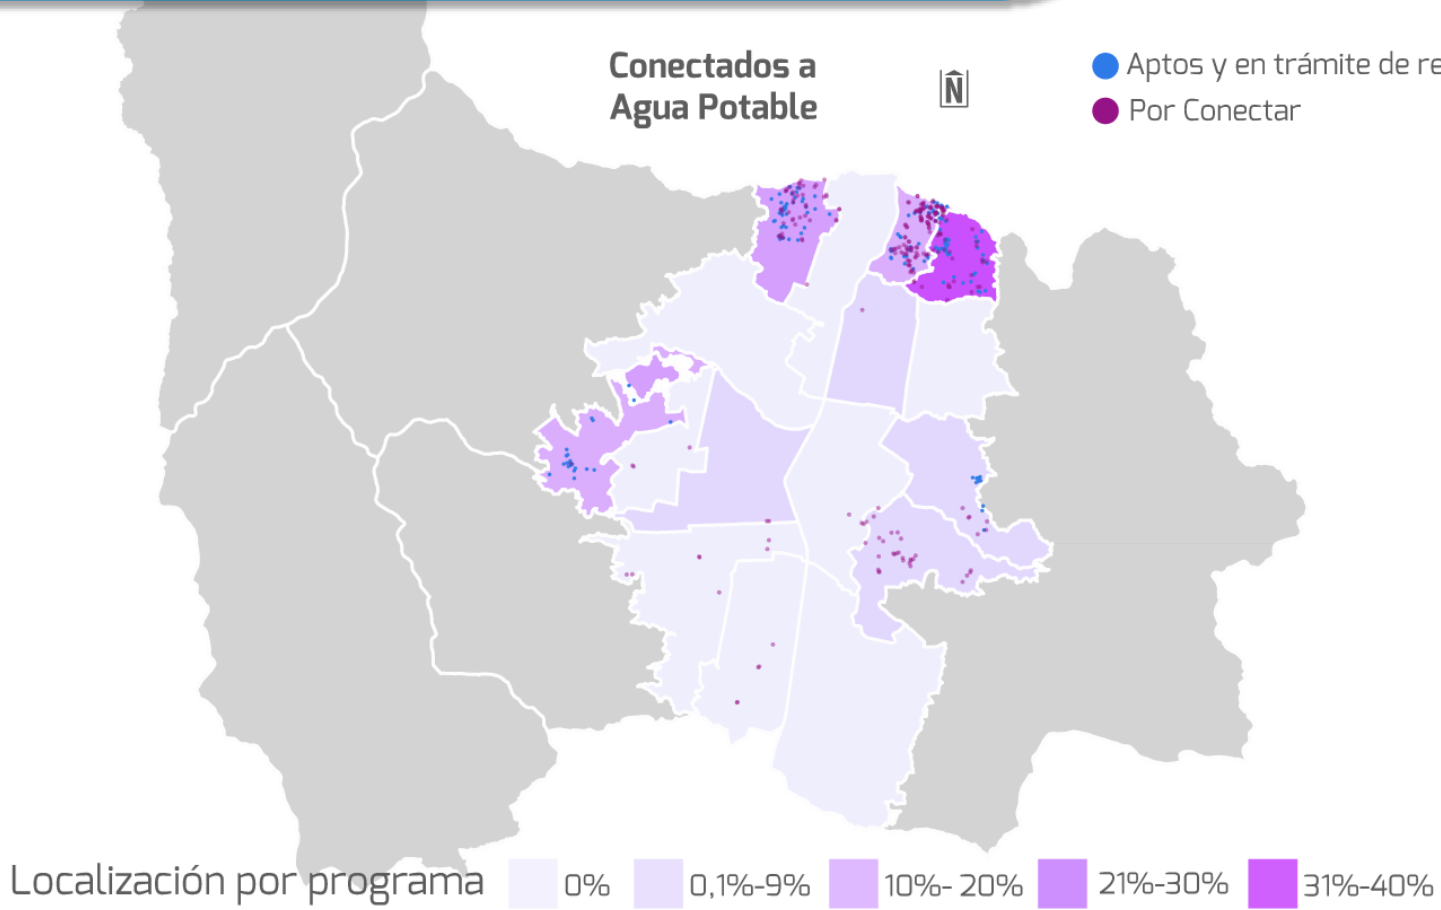 Conectados a
Agua Potable
N
Aptos y en trámite de
Por Conectar
Localización por programa
0%
0,1%-9%
10%- 20%
21%-30%
31%-40%